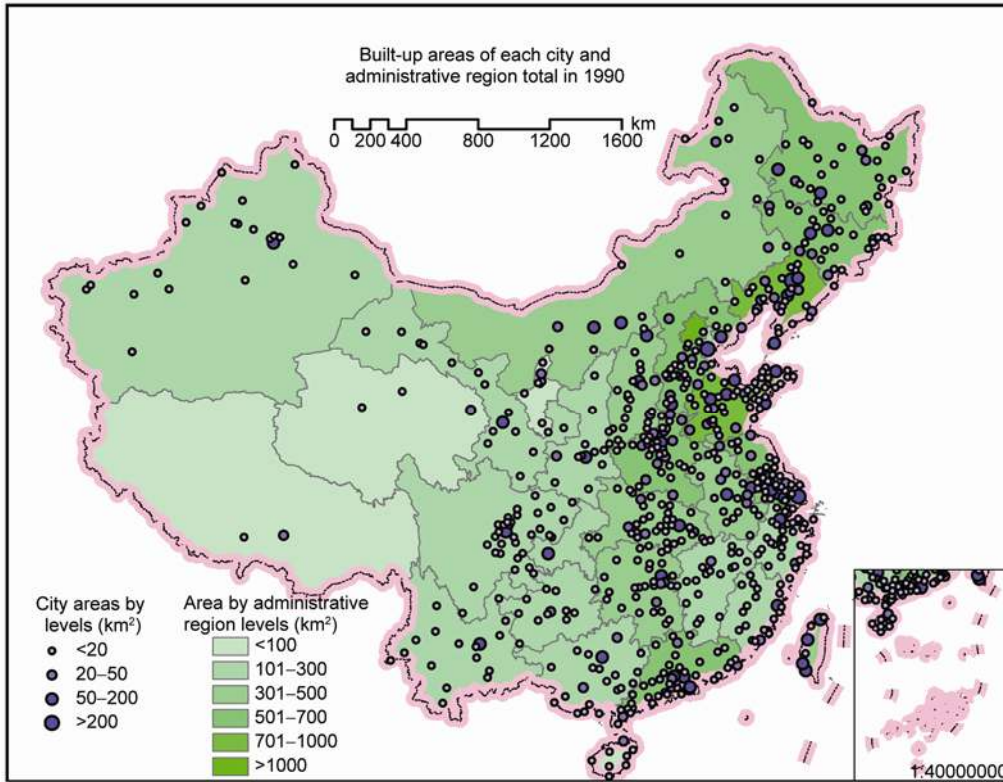 Built-up areas of each city and
administrative region total in 1990
km
0 200 400 800 1200 1600
City areas by
levels (km²)
<20
20–50
50–200
>200
Area by administrative
region levels (km²)
<100
101–300
301–500
501–700
701–1000
>1000
1:40000000